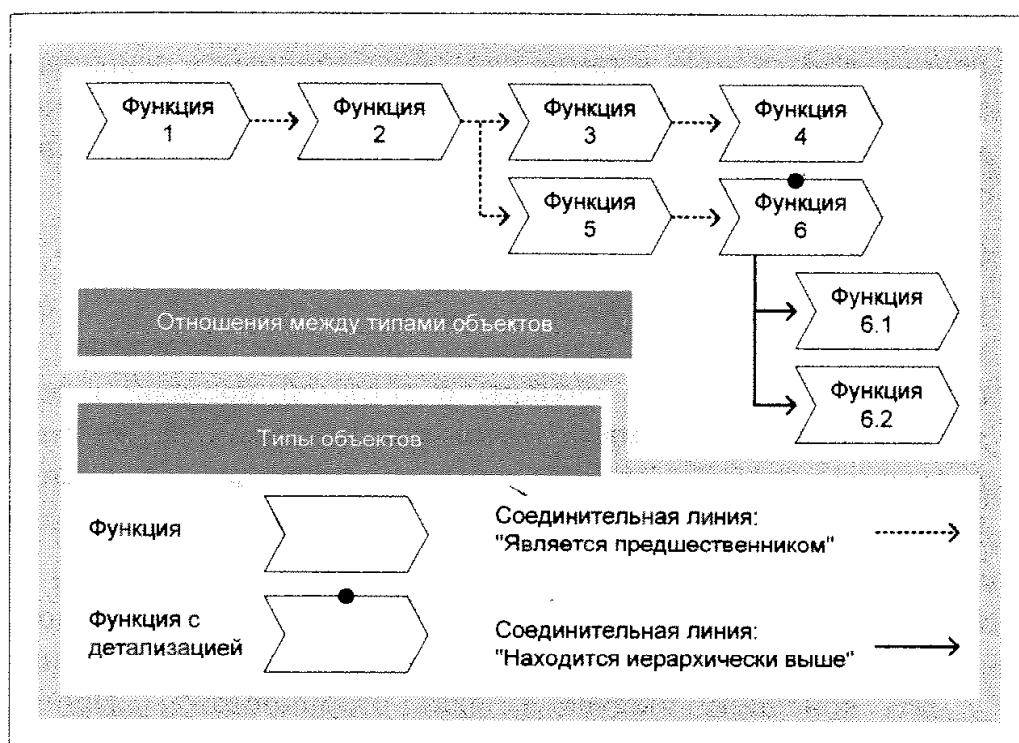 Функция
1
Функция
2
Функция
3
Функция
4
Функция
5
Функция
6
Функция
6.1
Функция
6.2
Отношения между типами объектов
Типы объектов
Функция
Функция с
детализацией
Соединительная линия:
"Является предшественником"
Соединительная линия:
"Находится иерархически выше"